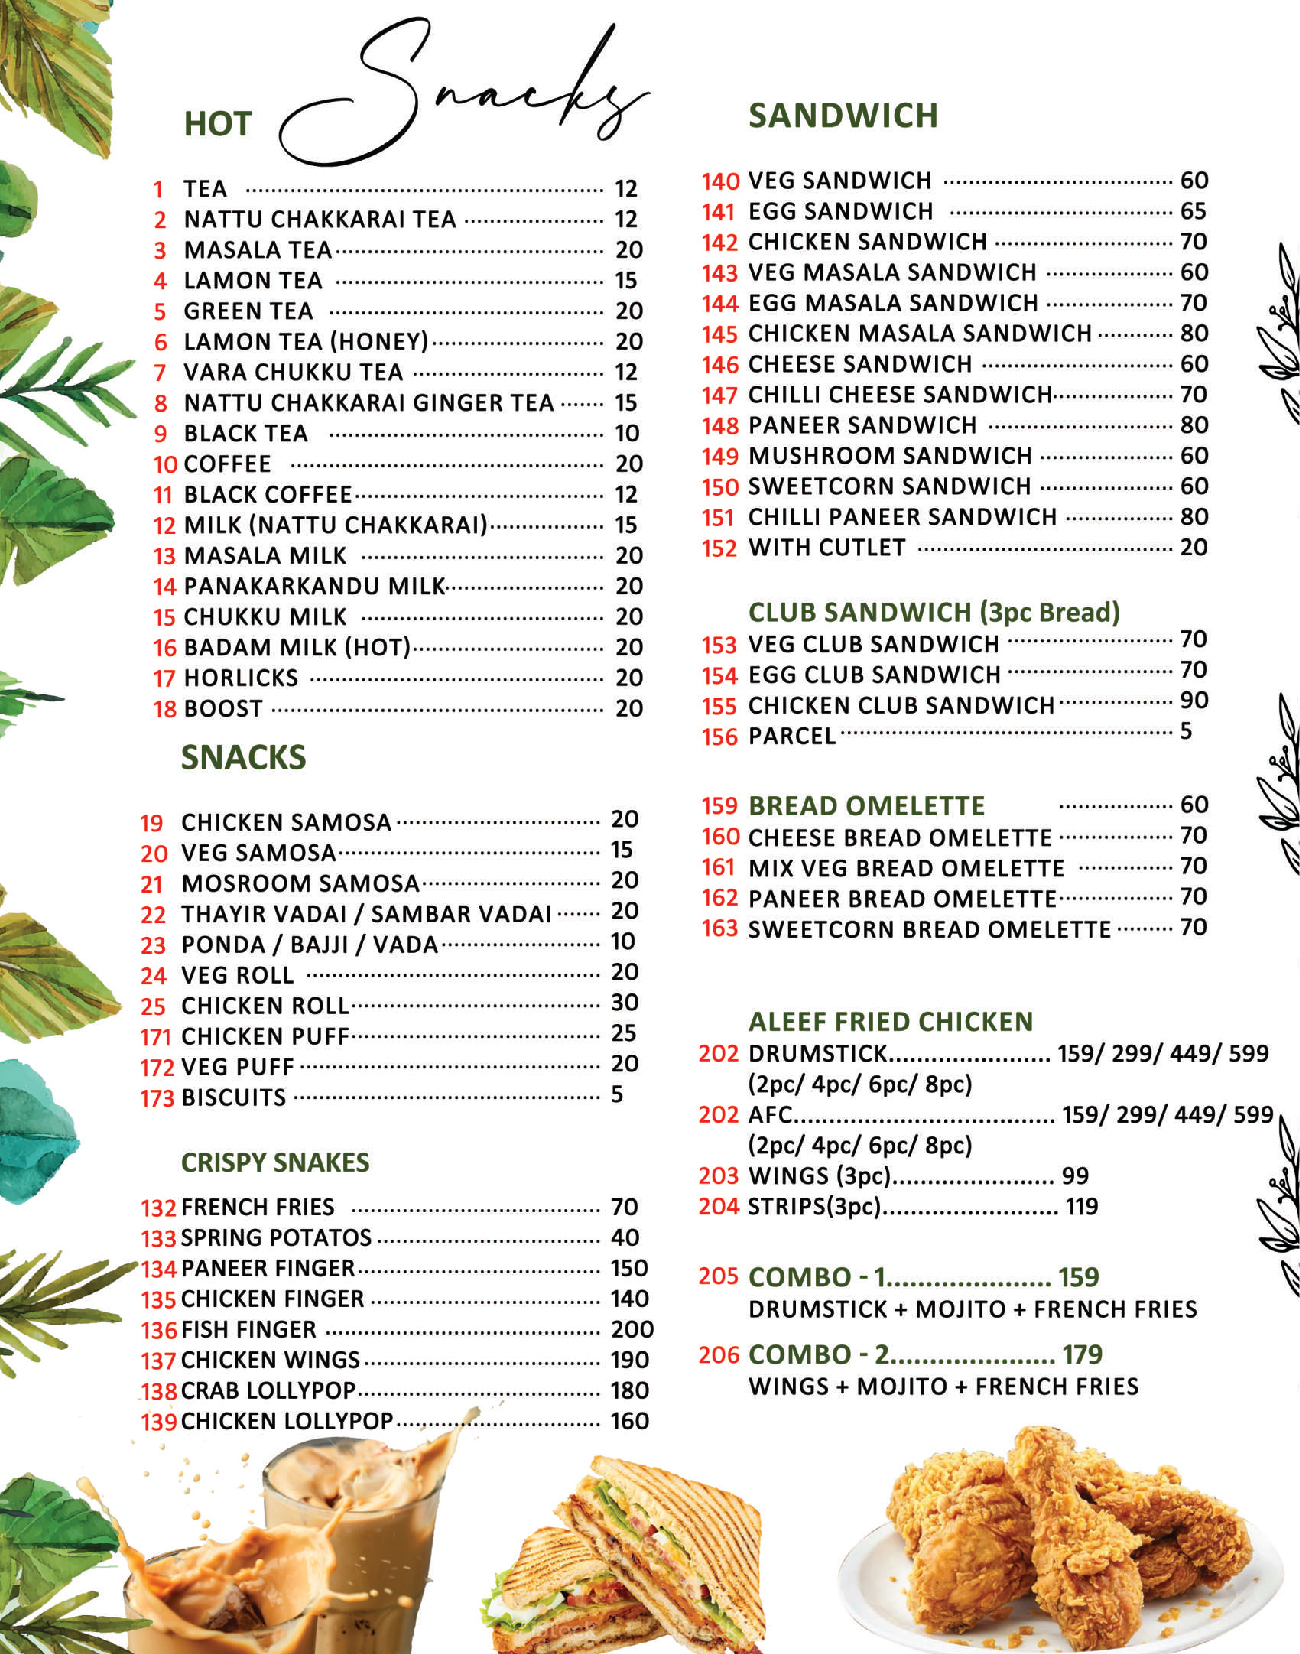 HOT Snacks
1 TEA 12
2 NATTU CHAKKARAI TEA 12
3 MASALA TEA 20
4 LAMON TEA 15
5 GREEN TEA 20
6 LAMON TEA (HONEY) 20
7 VARA CHUKKU TEA 12
8 NATTU CHAKKARAI GINGER TEA 15
9 BLACK TEA 10
10 COFFEE 20
11 BLACK COFFEE 12
12 MILK (NATTU CHAKKARAI) 15
13 MASALA MILK 20
14 PANAKARKANDU MILK 20
15 CHUKKU MILK 20
16 BADAM MILK (HOT) 20
17 HORLICKS 20
18 BOOST 20
SNACKS
19 CHICKEN SAMOSA 20
20 VEG SAMOSA 15
21 MOSROOM SAMOSA 20
22 THAYIR VADAI / SAMBAR VADAI 20
23 PONDA / BAJJI / VADA 10
24 VEG ROLL 20
25 CHICKEN ROLL 30
171 CHICKEN PUFF 25
172 VEG PUFF 20
173 BISCUITS 5
CRISPY SNAKES
132 FRENCH FRIES 70
133 SPRING POTATOS 40
134 PANEER FINGER 150
135 CHICKEN FINGER 140
136 FISH FINGER 200
137 CHICKEN WINGS 190
138 CRAB LOLLYPOP 180
139 CHICKEN LOLLYPOP 160
SANDWICH
140 VEG SANDWICH 60
141 EGG SANDWICH 65
142 CHICKEN SANDWICH 70
143 VEG MASALA SANDWICH 60
144 EGG MASALA SANDWICH 70
145 CHICKEN MASALA SANDWICH 80
146 CHEESE SANDWICH 60
147 CHILLI CHEESE SANDWICH 70
148 PANEER SANDWICH 80
149 MUSHROOM SANDWICH 60
150 SWEETCORN SANDWICH 60
151 CHILLI PANEER SANDWICH 80
152 WITH CUTLET 20
CLUB SANDWICH (3pc Bread)
153 VEG CLUB SANDWICH 70
154 EGG CLUB SANDWICH 70
155 CHICKEN CLUB SANDWICH 90
156 PARCEL 5
159 BREAD OMELETTE 60
160 CHEESE BREAD OMELETTE 70
161 MIX VEG BREAD OMELETTE 70
162 PANEER BREAD OMELETTE 70
163 SWEETCORN BREAD OMELETTE 70
ALEEF FRIED CHICKEN
202 DRUMSTICK....................... 159/ 299/ 449/ 599
(2pc/ 4pc/ 6pc/ 8pc)
202 AFC..................................... 159/ 299/ 449/ 599
(2pc/ 4pc/ 6pc/ 8pc)
203 WINGS (3pc)....................... 99
204 STRIPS(3pc)......................... 119
205 COMBO - 1..................... 159
DRUMSTICK + MOJITO + FRENCH FRIES
206 COMBO - 2..................... 179
WINGS + MOJITO + FRENCH FRIES